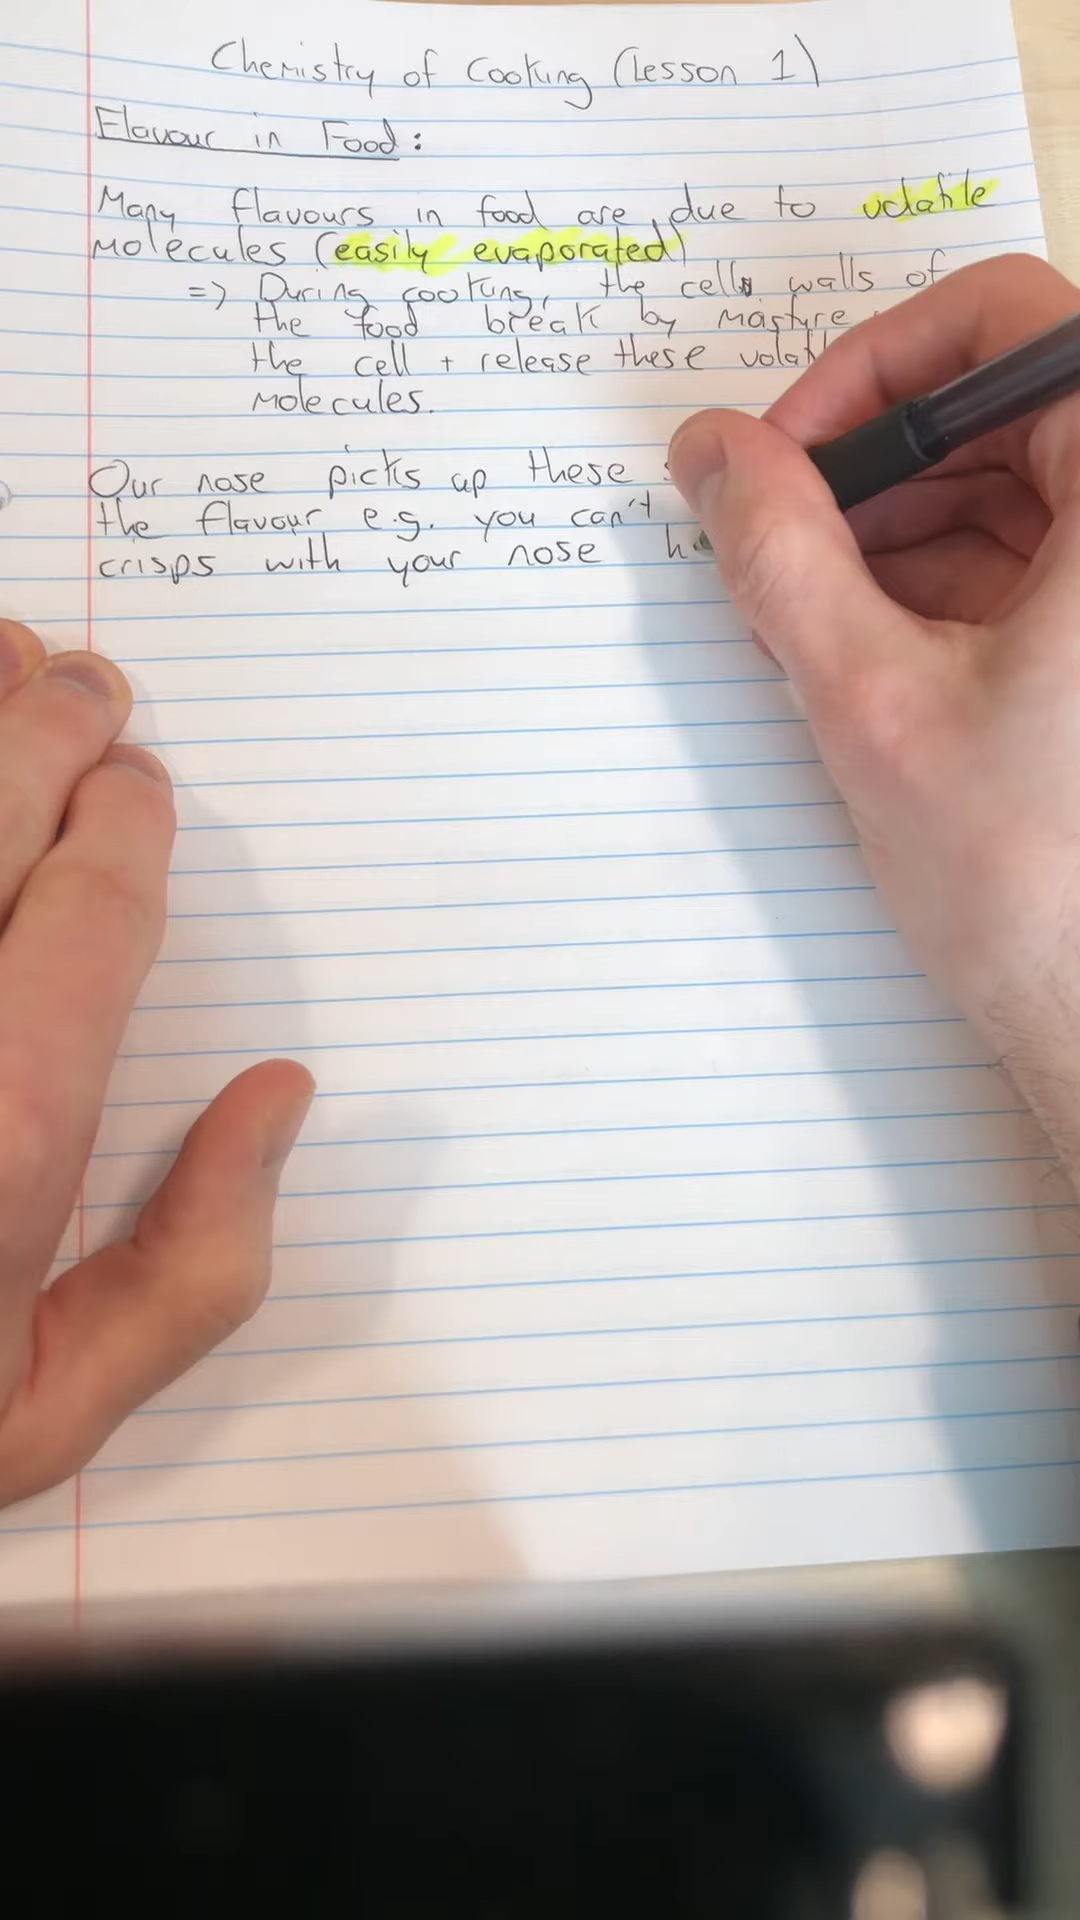 Chemistry of Cooking (Lesson 1)
Flavour in Food:
Many flavours in food are due to volatile
molecules (easily evaporated)
=> During cooking, the cell walls of
the food break by moisture
the cell + release these
molecules.
Our nose picks up these
the flavour e.g. you can't
crisps with your nose